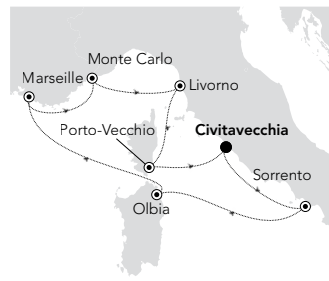 Monte Carlo
Marseille
Livorno
Porto-Vecchio
Civitavecchia
Sorrento
Olbia